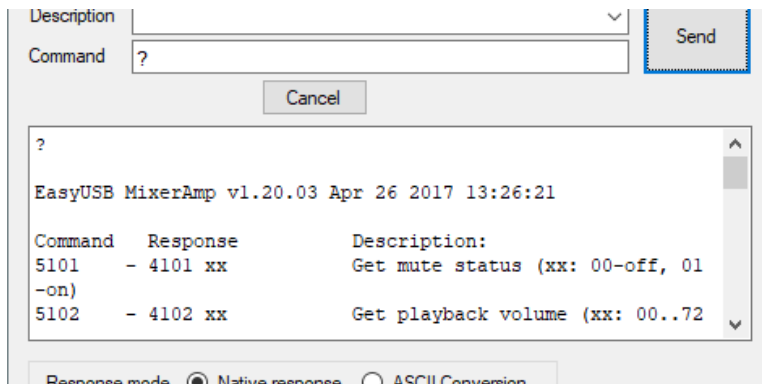 Description
Send
Command ?
Cancel
?
EasyUSB MixerAmp v1.20.03 Apr 26 2017 13:26:21
Command Response Description:
5101 - 4101 xx Get mute status (xx: 00-off, 01
-on)
5102 - 4102 xx Get playback volume (xx: 00..72
Response mode Native response ASCII Conversion